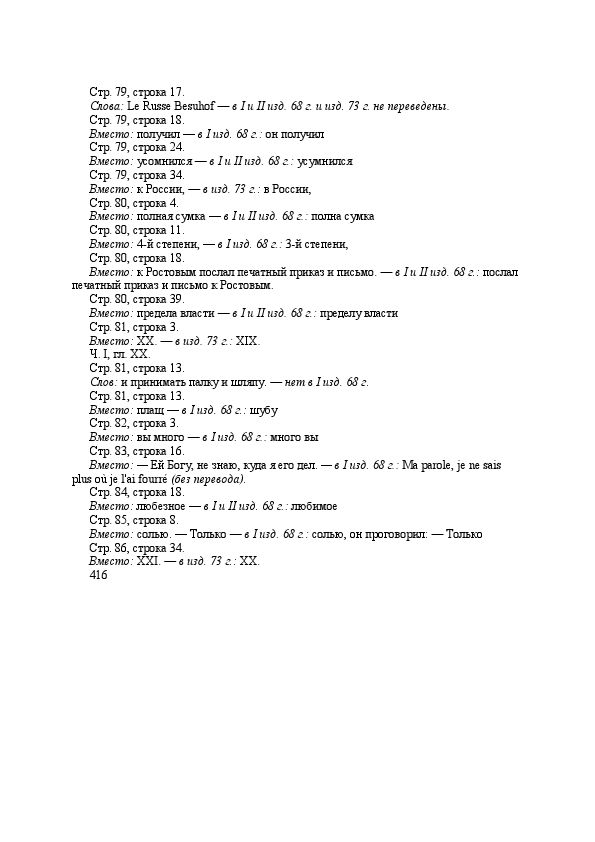 Стр. 79, строка 17.
Слова: Le Russe Besuhof — в I и II изд. 68 г. и изд. 73 г. не переведены.
Стр. 79, строка 18.
Вместо: получил — в I изд. 68 г.: он получил
Стр. 79, строка 24.
Вместо: усомнился — в I и II изд. 68 г.: усумнился
Стр. 79, строка 34.
Вместо: к России, — в изд. 73 г.: в России,
Стр. 80, строка 4.
Вместо: полная сумка — в I и II изд. 68 г.: полна сумка
Стр. 80, строка 11.
Вместо: 4-й степени, — в I изд. 68 г.: 3-й степени,
Стр. 80, строка 18.
Вместо: к Ростовым послал печатный приказ и письмо. — в I и II изд. 68 г.: послал
печатный приказ и письмо к Ростовым.
Стр. 80, строка 39.
Вместо: предела власти — в I и II изд. 68 г.: пределу власти
Стр. 81, строка 3.
Вместо: XX. — в изд. 73 г.: XIX.
Ч. I, гл. XX.
Стр. 81, строка 13.
Слов: и принимать палку и шляпу. — нет в I изд. 68 г.
Стр. 81, строка 13.
Вместо: плащ — в I изд. 68 г.: шубу
Стр. 82, строка 3.
Вместо: вы много — в I изд. 68 г.: много вы
Стр. 83, строка 16.
Вместо: — Ей Богу, не знаю, куда я его дел. — в I изд. 68 г.: Ma parole, je ne sais
plus où je l'ai fourré (без перевода).
Стр. 84, строка 18.
Вместо: любезное — в I и II изд. 68 г.: любимое
Стр. 85, строка 8.
Вместо: солью. — Только — в I изд. 68 г.: солью, он проговорил: — Только
Стр. 86, строка 34.
Вместо: XXI. — в изд. 73 г.: XX.
416